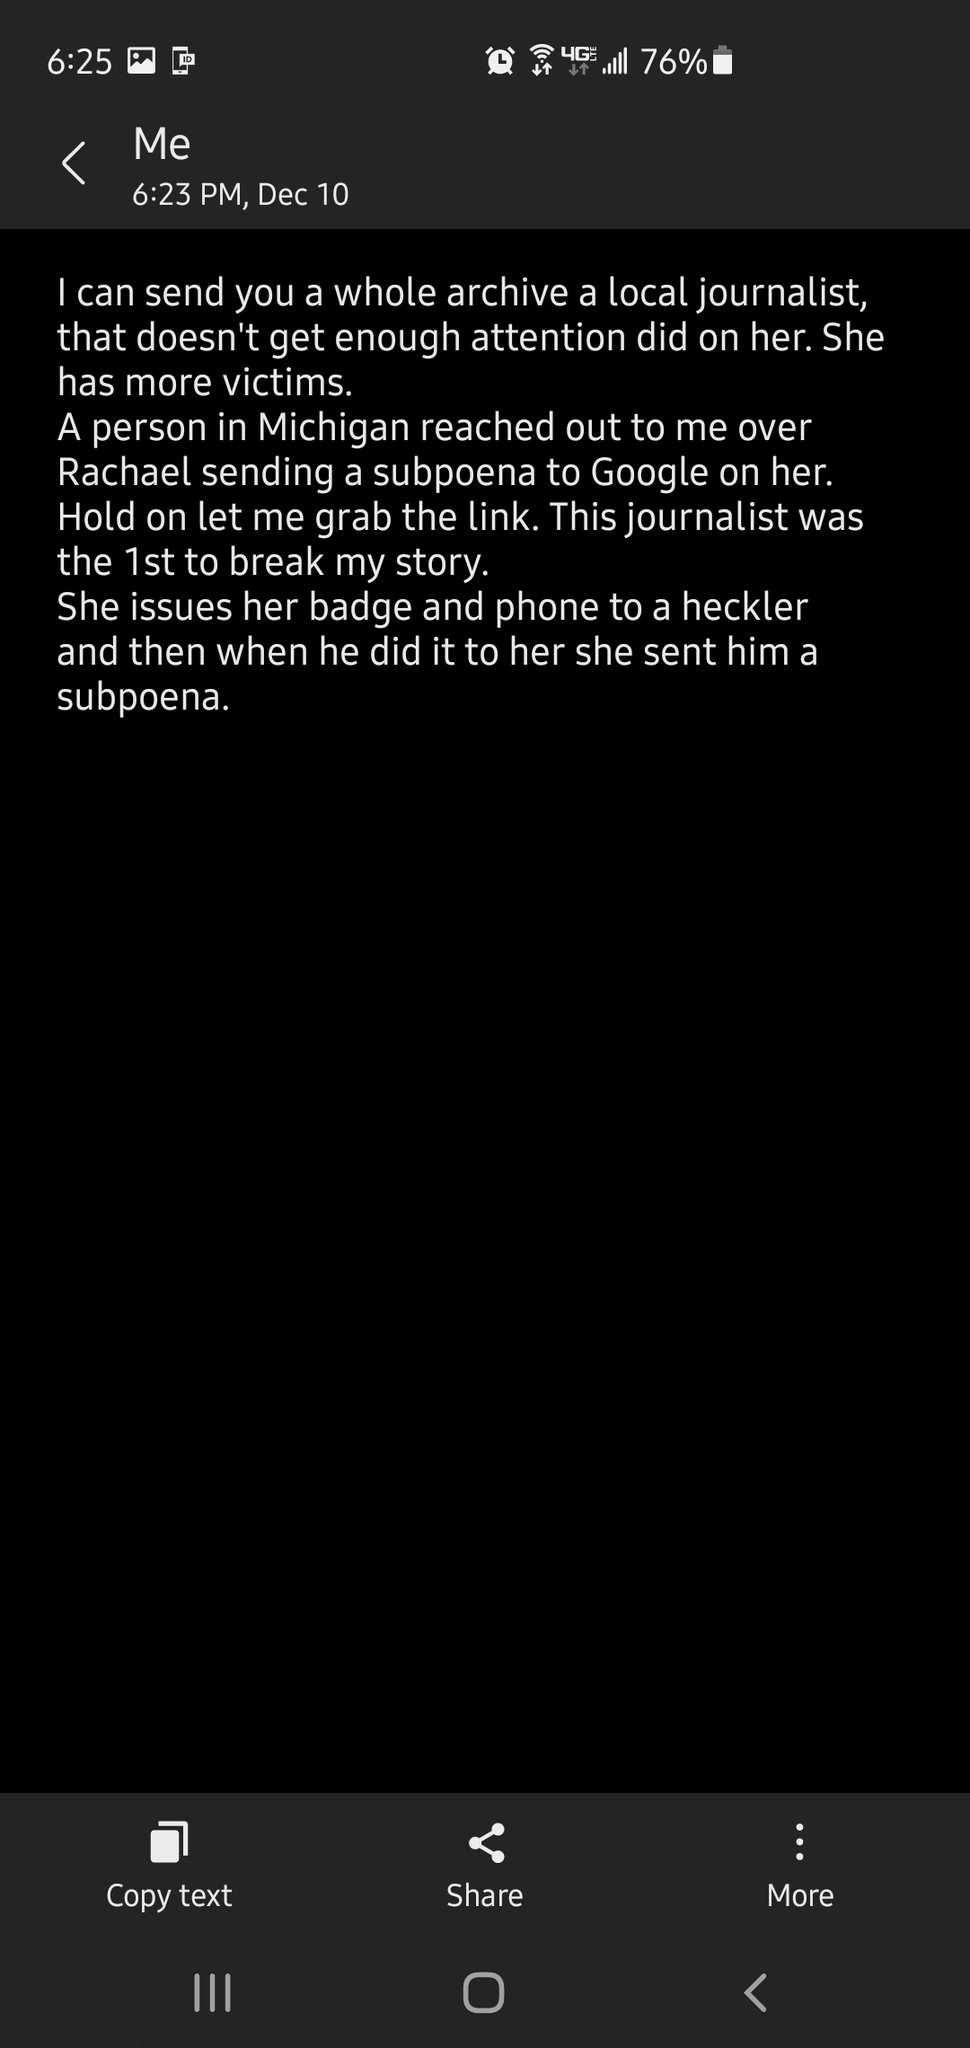 6:25 4G LTE 76%
Me
6:23 PM, Dec 10
I can send you a whole archive a local journalist,
that doesn't get enough attention did on her. She
has more victims.
A person in Michigan reached out to me over
Rachael sending a subpoena to Google on her.
Hold on let me grab the link. This journalist was
the 1st to break my story.
She issues her badge and phone to a heckler
and then when he did it to her she sent him a
subpoena.
Copy text Share More